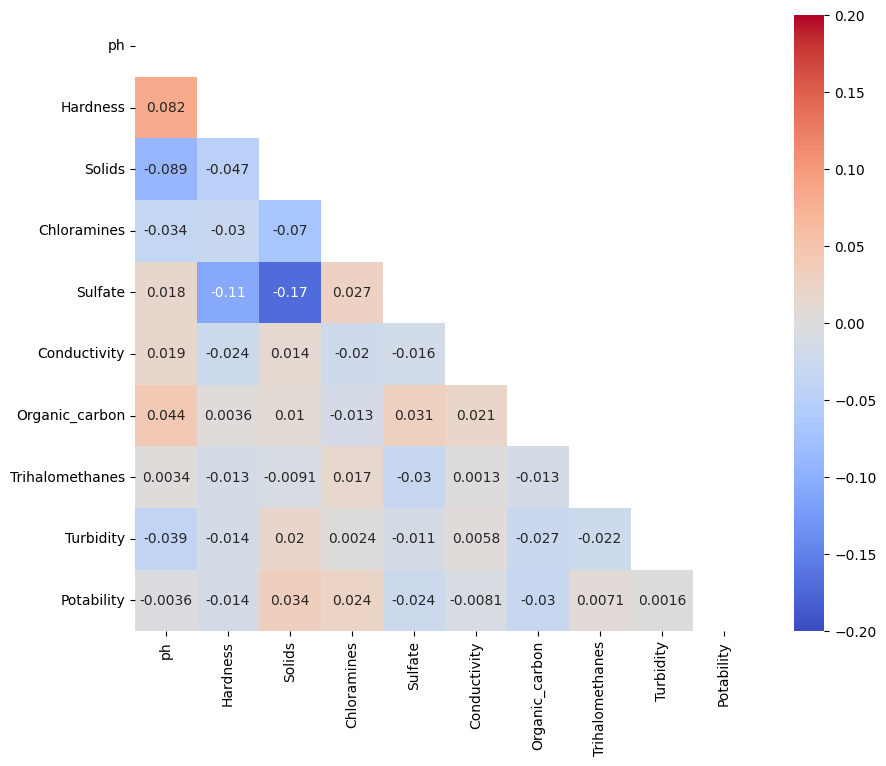 ph
Hardness 0.082
Solids -0.089 -0.047
Chloramines -0.034 -0.03 -0.07
Sulfate 0.018 -0.11 -0.17 0.027
Conductivity 0.019 -0.024 0.014 -0.02 -0.016
Organic_carbon 0.044 0.0036 0.01 -0.013 0.031 0.021
Trihalomethanes 0.0034 -0.013 -0.0091 0.017 -0.03 0.0013 -0.013
Turbidity -0.039 -0.014 0.02 0.0024 -0.011 0.0058 -0.027 -0.022
Potability -0.0036 -0.014 0.034 0.024 -0.024 -0.0081 -0.03 0.0071 0.0016
ph
Hardness
Solids
Chloramines
Sulfate
Conductivity
Organic_carbon
Trihalomethanes
Turbidity
Potability
0.20
0.15
0.10
0.05
0.00
−0.05
−0.10
−0.15
−0.20